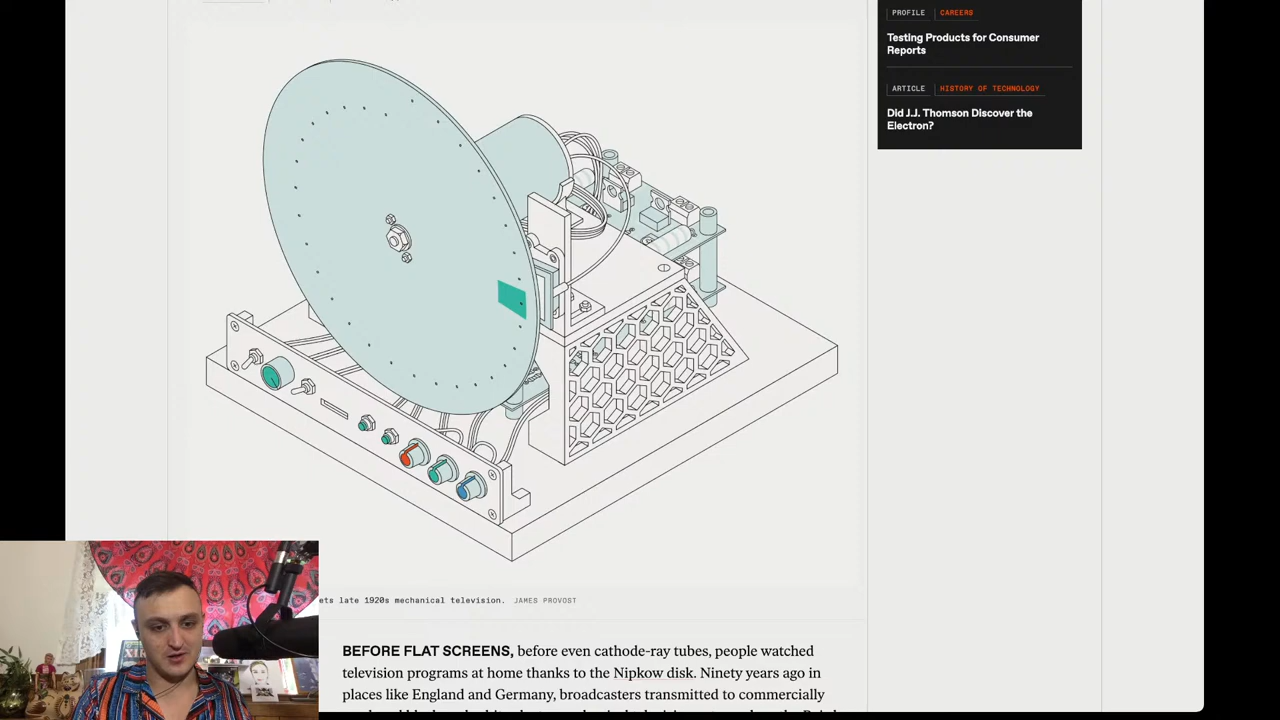 PROFILE CAREERS
Testing Products for Consumer
Reports
ARTICLE HISTORY OF TECHNOLOGY
Did J.J. Thomson Discover the
Electron?
ets late 1920s mechanical television. JAMES PROVOST
BEFORE FLAT SCREENS, before even cathode-ray tubes, people watched
television programs at home thanks to the Nipkow disk. Ninety years ago in
places like England and Germany, broadcasters transmitted to commercially